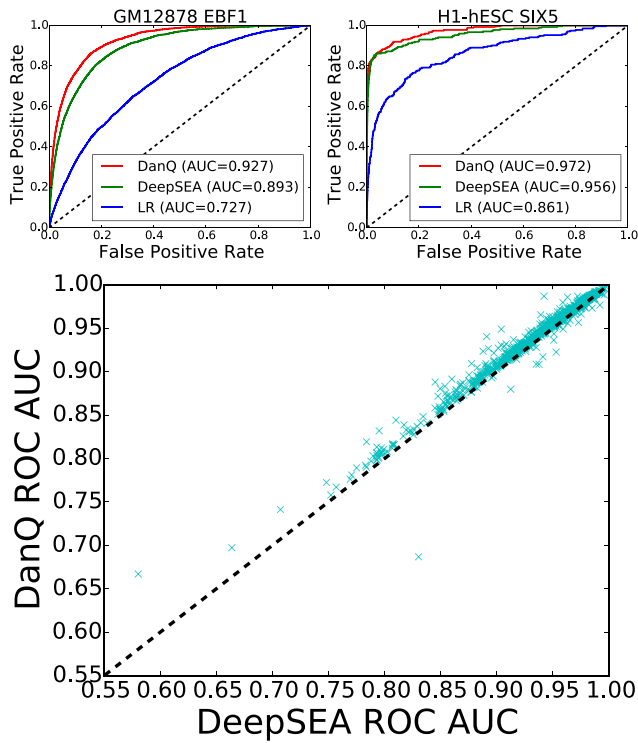 GM12878 EBF1
1.0
0.8
0.6
0.4
0.2
0.0
0.0 0.2 0.4 0.6 0.8 1.0
True Positive Rate
False Positive Rate
DanQ (AUC=0.927)
DeepSEA (AUC=0.893)
LR (AUC=0.727)
H1-hESC SIX5
1.0
0.8
0.6
0.4
0.2
0.0
0.0 0.2 0.4 0.6 0.8 1.0
True Positive Rate
False Positive Rate
DanQ (AUC=0.972)
DeepSEA (AUC=0.956)
LR (AUC=0.861)
1.00
0.95
0.90
0.85
0.80
0.75
0.70
0.65
0.60
0.55
0.55 0.60 0.65 0.70 0.75 0.80 0.85 0.90 0.95 1.00
DanQ ROC AUC
DeepSEA ROC AUC